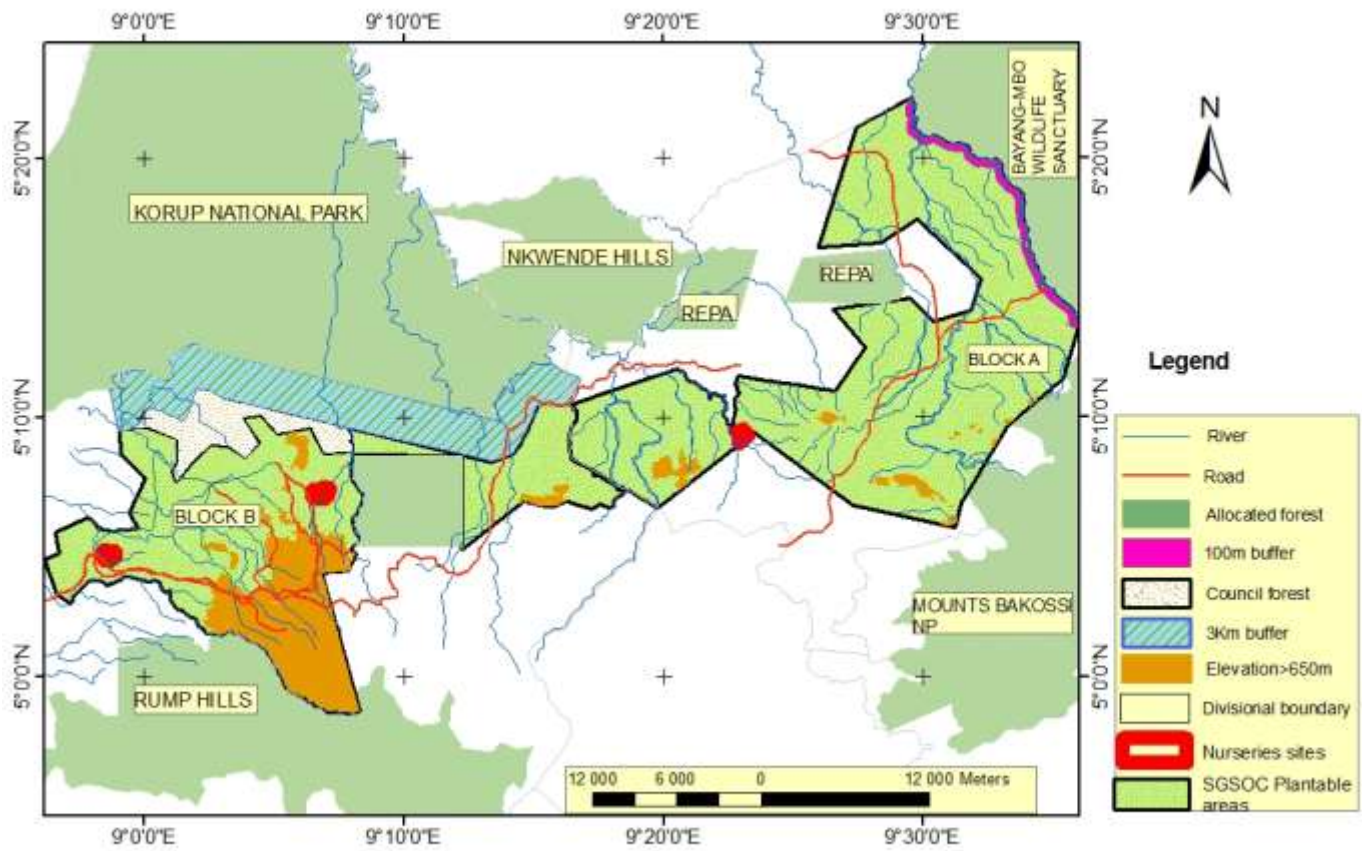 9°0'0"E
9°10'0"E
9°20'0"E
9°30'0"E
5°20'0"N
5°10'0"N
5°0'0"N
KORUP NATIONAL PARK
NKWENDE HILLS
REPA
REPA
BAYANG-MBO
WILDLIFE
SANCTUARY
BLOCK A
BLOCK B
MOUNTS BAKOSSI
NP
RUMP HILLS
12 000
6 000
0
12 000 Meters
5°20'0"N
5°10'0"N
5°0'0"N
9°0'0"E
9°10'0"E
9°20'0"E
9°30'0"E
N
Legend
River
Road
Allocated forest
100m buffer
Council forest
3Km buffer
Elevation>650m
Divisional boundary
Nurseries sites
SGSOC Plantable
areas